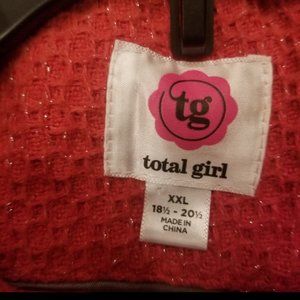 tg
total girl
XXL
18½ - 20½
MADE IN
CHINA